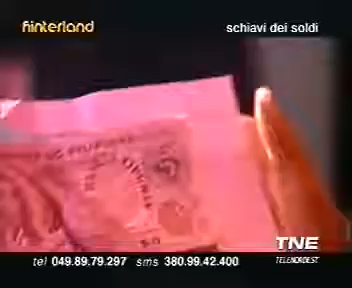 hinterland
schiavi dei soldi
TNE
TELENORDEST
tel 049.89.79.297 sms 380.99.42.400